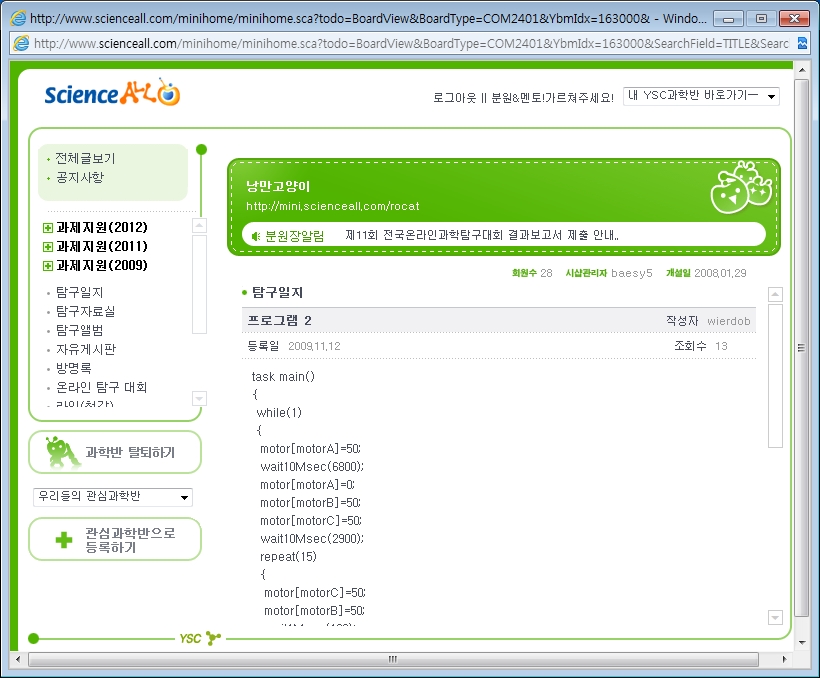 http://www.scienceall.com/minihome/minihome.sca?todo=BoardView&BoardType=COM2401&YbmIdx=163000& - Windo...
http://www.scienceall.com/minihome/minihome.sca?todo=BoardView&BoardType=COM2401&YbmIdx=163000&SearchField=TITLE&Searc
Science ALL
로그아웃 || 분원&멘토!가르쳐주세요!
내 YSC과학반 바로가기━
전체글보기
공지사항
과제지원(2012)
과제지원(2011)
과제지원(2009)
탐구일지
탐구자료실
탐구앨범
자유게시판
방명록
온라인 탐구 대회
과학반 탈퇴하기
우리들의 관심과학반
관심과학반으로
등록하기
낭만고양이
http://mini.scienceall.com/rocat
분원장알림 제11회 전국온라인과학탐구대회 결과보고서 제출 안내..
회원수 28 시샵관리자 baesy5 개설일 2008.01.29
탐구일지
프로그램 2 작성자 wierdob
등록일 2009.11.12 조회수 13
task main()
{
while(1)
{
motor[motorA]=50;
wait10Msec(6800);
motor[motorA]=0;
motor[motorB]=50;
motor[motorC]=50;
wait10Msec(2900);
repeat(15)
{
motor[motorC]=50;
motor[motorB]=50;
YSC